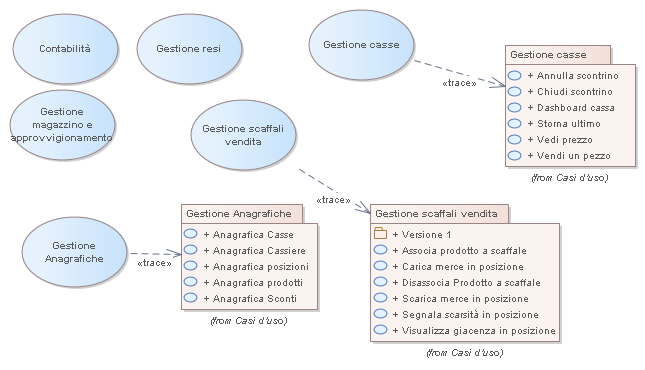 Contabilità
Gestione resi
Gestione casse
Gestione
magazzino e
approvvigionamento
Gestione scaffali
vendita
Gestione
Anagrafiche
«trace»
Gestione casse
+ Annulla scontrino
+ Chiudi scontrino
+ Dashboard cassa
+ Storna ultimo
+ Vedi prezzo
+ Vendi un pezzo
(from Casi d'uso)
«trace»
Gestione Anagrafiche
+ Anagrafica Casse
+ Anagrafica Cassiere
+ Anagrafica posizioni
+ Anagrafica prodotti
+ Anagrafica Sconti
(from Casi d'uso)
«trace»
Gestione scaffali vendita
+ Versione 1
+ Associa prodotto a scaffale
+ Carica merce in posizione
+ Disassocia Prodotto a scaffale
+ Scarica merce in posizione
+ Segnala scarsità in posizione
+ Visualizza giacenza in posizione
(from Casi d'uso)